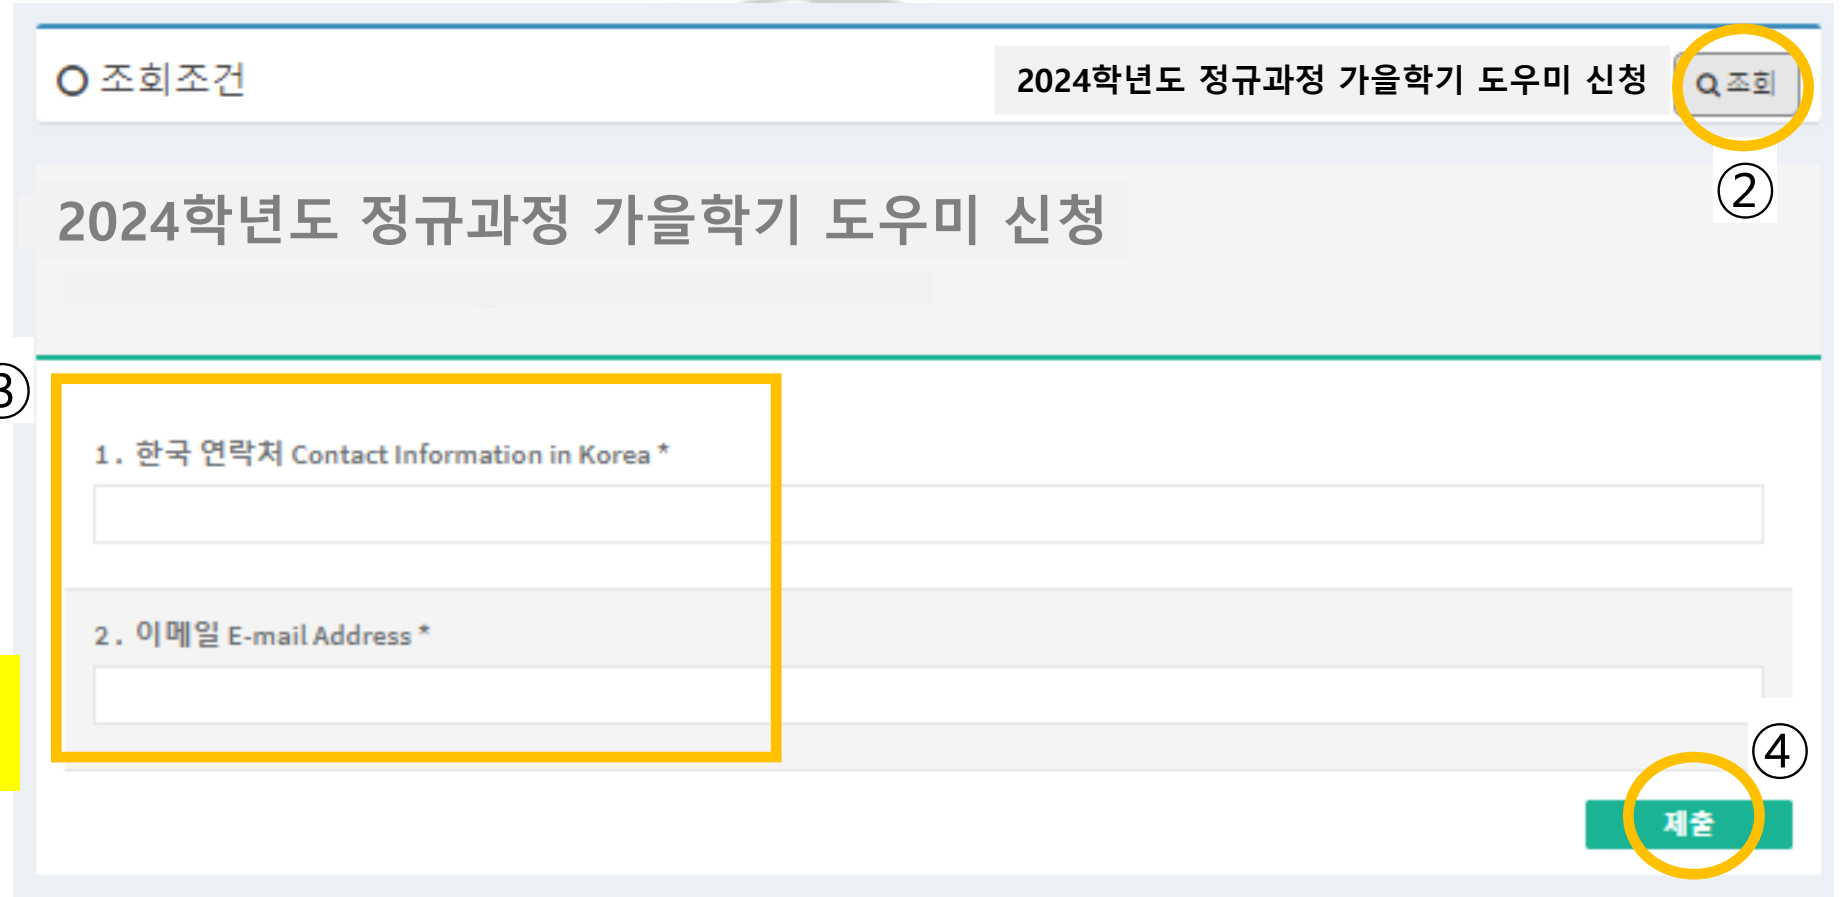 조회조건
2024학년도 정규과정 가을학기 도우미 신청
조회
②
2024학년도 정규과정 가을학기 도우미 신청
③
1. 한국 연락처 Contact Information in Korea *
2. 이메일 E-mail Address *
④
제출